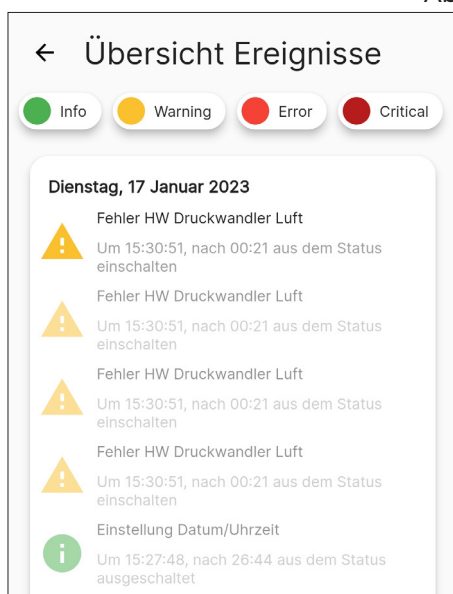 Übersicht Ereignisse
Info Warning Error Critical
Dienstag, 17 Januar 2023
Fehler HW Druckwandler Luft
Um 15:30:51, nach 00:21 aus dem Status
einschalten
Fehler HW Druckwandler Luft
Um 15:30:51, nach 00:21 aus dem Status
einschalten
Fehler HW Druckwandler Luft
Um 15:30:51, nach 00:21 aus dem Status
einschalten
Fehler HW Druckwandler Luft
Um 15:30:51, nach 00:21 aus dem Status
einschalten
Einstellung Datum/Uhrzeit
Um 15:27:48, nach 26:44 aus dem Status
ausgeschaltet